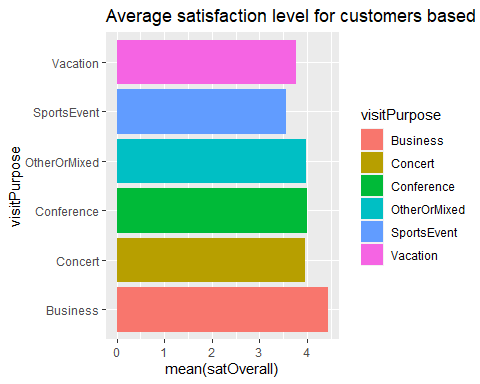 Average satisfaction level for customers based
visitPurpose
Vacation
SportsEvent
OtherOrMixed
Conference
Concert
Business
0 1 2 3 4
mean(satOverall)
visitPurpose
Business
Concert
Conference
OtherOrMixed
SportsEvent
Vacation